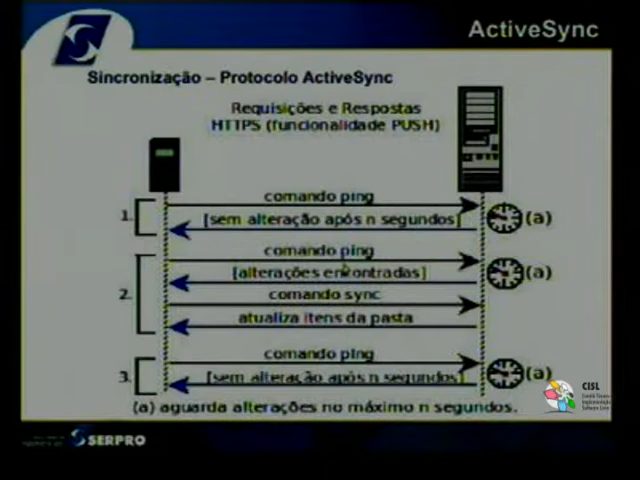 ActiveSync
Sincronização – Protocolo ActiveSync
Requisições e Respostas
HTTPS (funcionalidade PUSH)
comando ping
1.
[sem alteração após n segundos]
(a)
comando ping
[alterações encontradas]
(a)
2.
comando sync
atualiza itens da pasta
comando ping
3.
[sem alteração após n segundos]
(a)
CISL
(a) aguarda alterações no máximo n segundos.
SERPRO